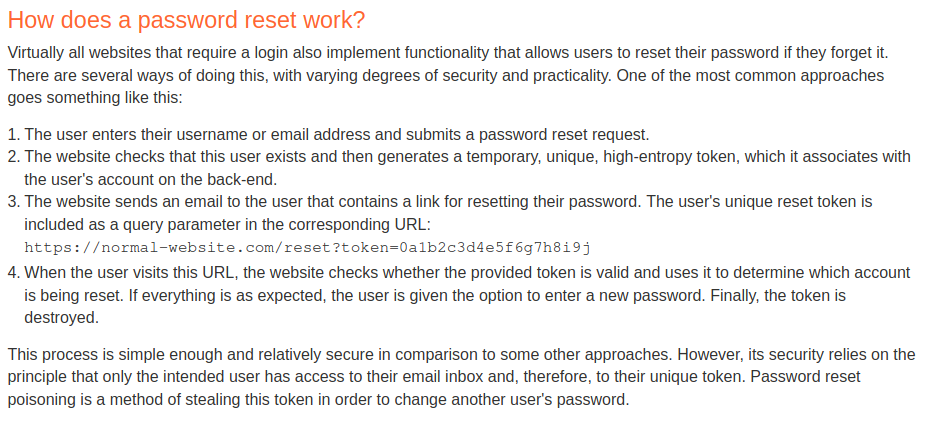 How does a password reset work?
Virtually all websites that require a login also implement functionality that allows users to reset their password if they forget it.
There are several ways of doing this, with varying degrees of security and practicality. One of the most common approaches
goes something like this:
1. The user enters their username or email address and submits a password reset request.
2. The website checks that this user exists and then generates a temporary, unique, high-entropy token, which it associates with
the user's account on the back-end.
3. The website sends an email to the user that contains a link for resetting their password. The user's unique reset token is
included as a query parameter in the corresponding URL:
https://normal-website.com/reset?token=0a1b2c3d4e5f6g7h8i9j
4. When the user visits this URL, the website checks whether the provided token is valid and uses it to determine which account
is being reset. If everything is as expected, the user is given the option to enter a new password. Finally, the token is
destroyed.
This process is simple enough and relatively secure in comparison to some other approaches. However, its security relies on the
principle that only the intended user has access to their email inbox and, therefore, to their unique token. Password reset
poisoning is a method of stealing this token in order to change another user's password.